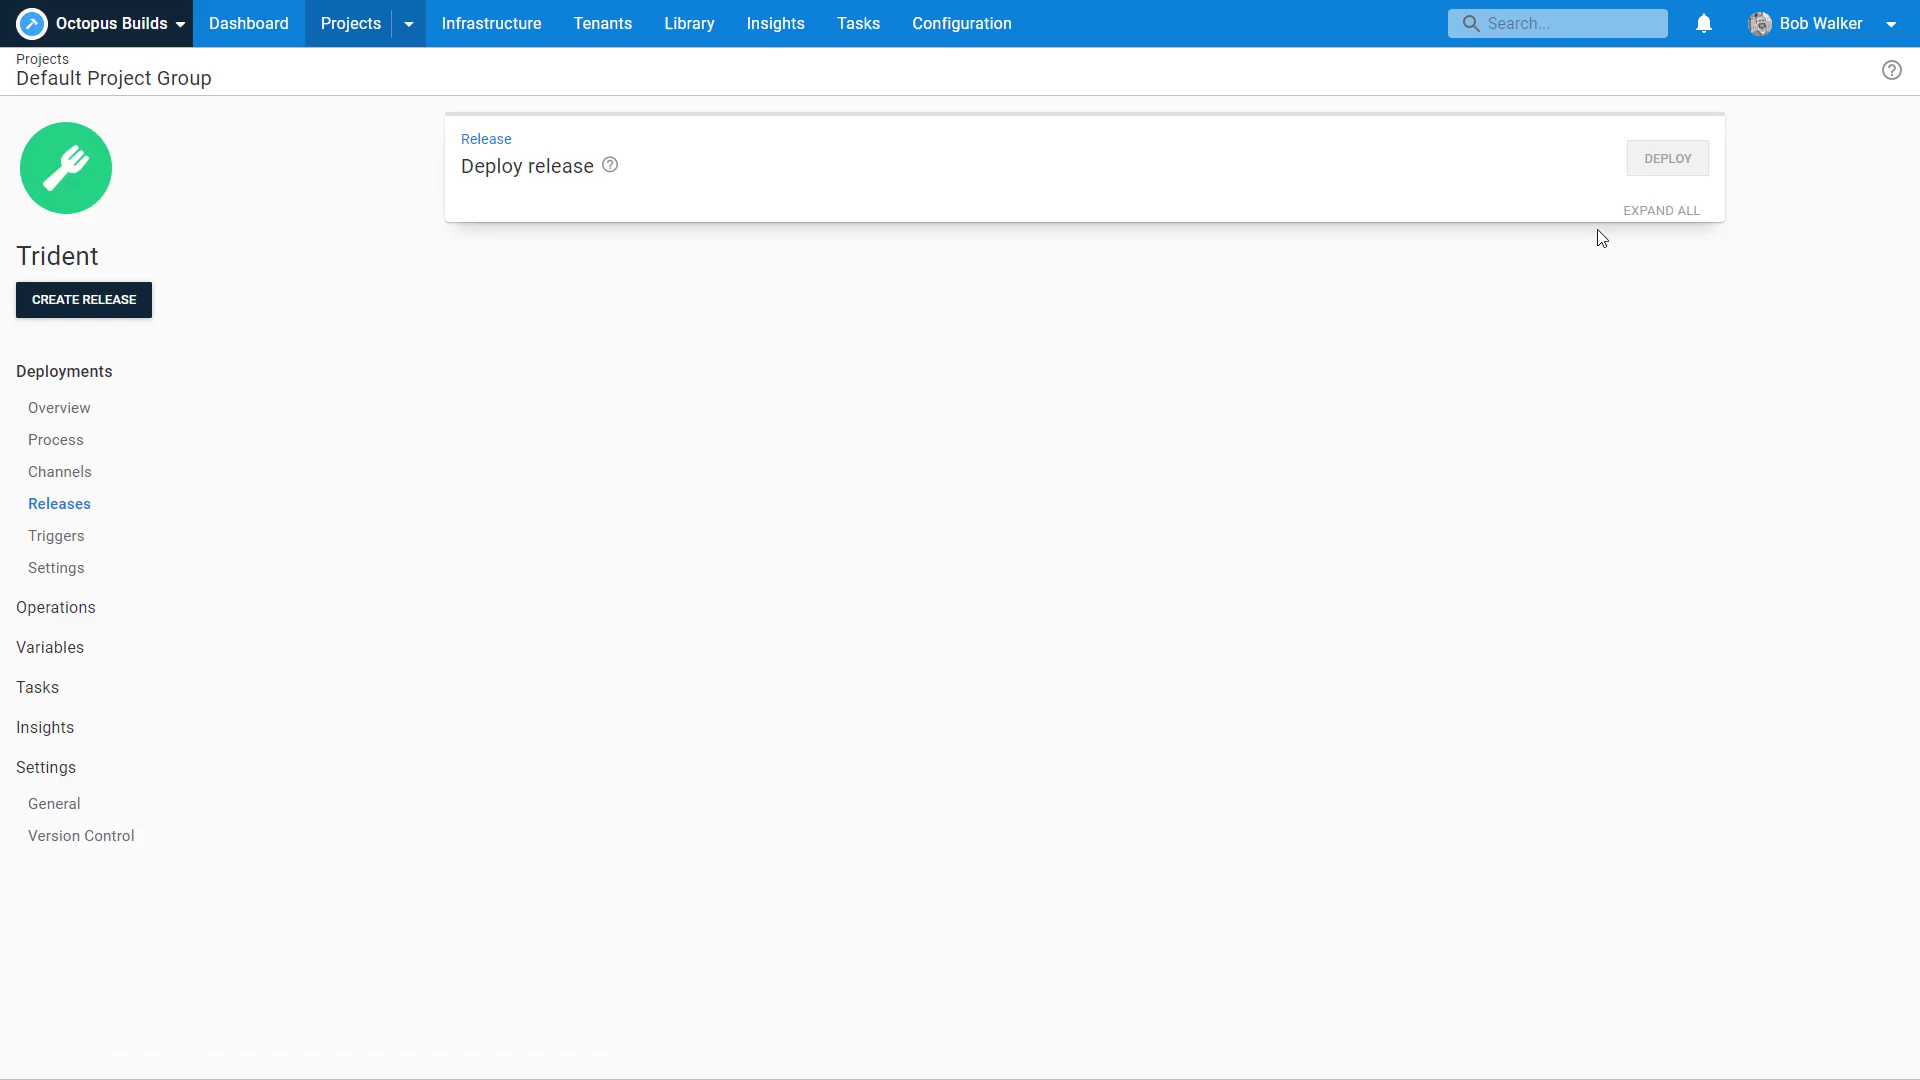 Octopus Builds
Dashboard
Projects
Infrastructure
Tenants
Library
Insights
Tasks
Configuration
Search...
Bob Walker
Projects
Default Project Group
Release
Deploy release
DEPLOY
EXPAND ALL
Trident
CREATE RELEASE
Deployments
Overview
Process
Channels
Releases
Triggers
Settings
Operations
Variables
Tasks
Insights
Settings
General
Version Control